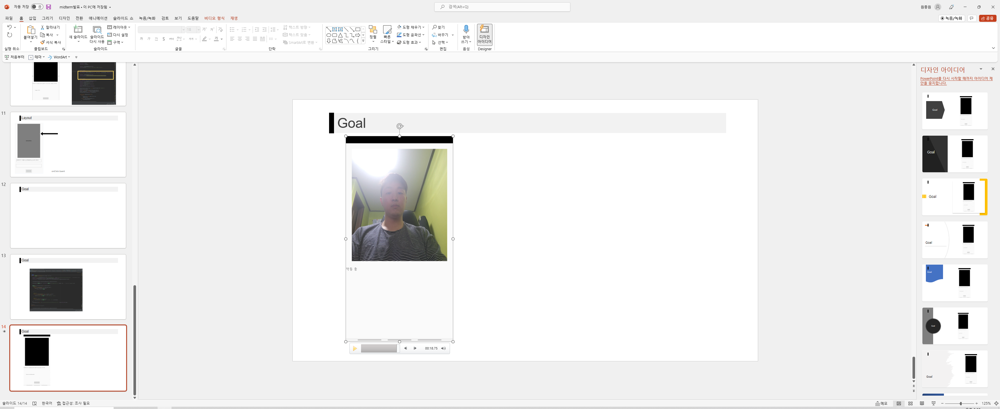 자동 저장 끔 midterm발표 • 이 PC에 저장됨 검색(Alt+Q) 원종원
파일 홈 삽입 그리기 디자인 전환 애니메이션 슬라이드 쇼 녹음/녹화 검토 보기 도움말 비디오 형식 재생 녹음/녹화 공유
붙여넣기 잘라내기 복사 서식 복사
새 슬라이드 슬라이드 다시 사용 레이아웃 다시 설정 구역
18
가 가 가 S 가나 간나 가가 가
텍스트 방향 텍스트 맞춤 SmartArt로 변환
정렬 빠른 스타일 도형 채우기 도형 윤곽선 도형 효과
찾기 바꾸기 선택
받아쓰기 디자인 아이디어
실행 취소 클립보드 슬라이드 글꼴 단락 그리기 편집 음성 Designer
처음부터 테마 WordArt
11
Layout
onClick Event
12
Goal
13
Goal
14
Goal
Goal
작동 중
00:18.75
디자인 아이디어
PowerPoint를 다시 시작할 때까지 아이디어 제
안을 중지합니다.
Goal
Goal
Goal
Goal
Goal
Goal
Goal
슬라이드 14/14 한국어 접근성: 조사 필요 메모 125%